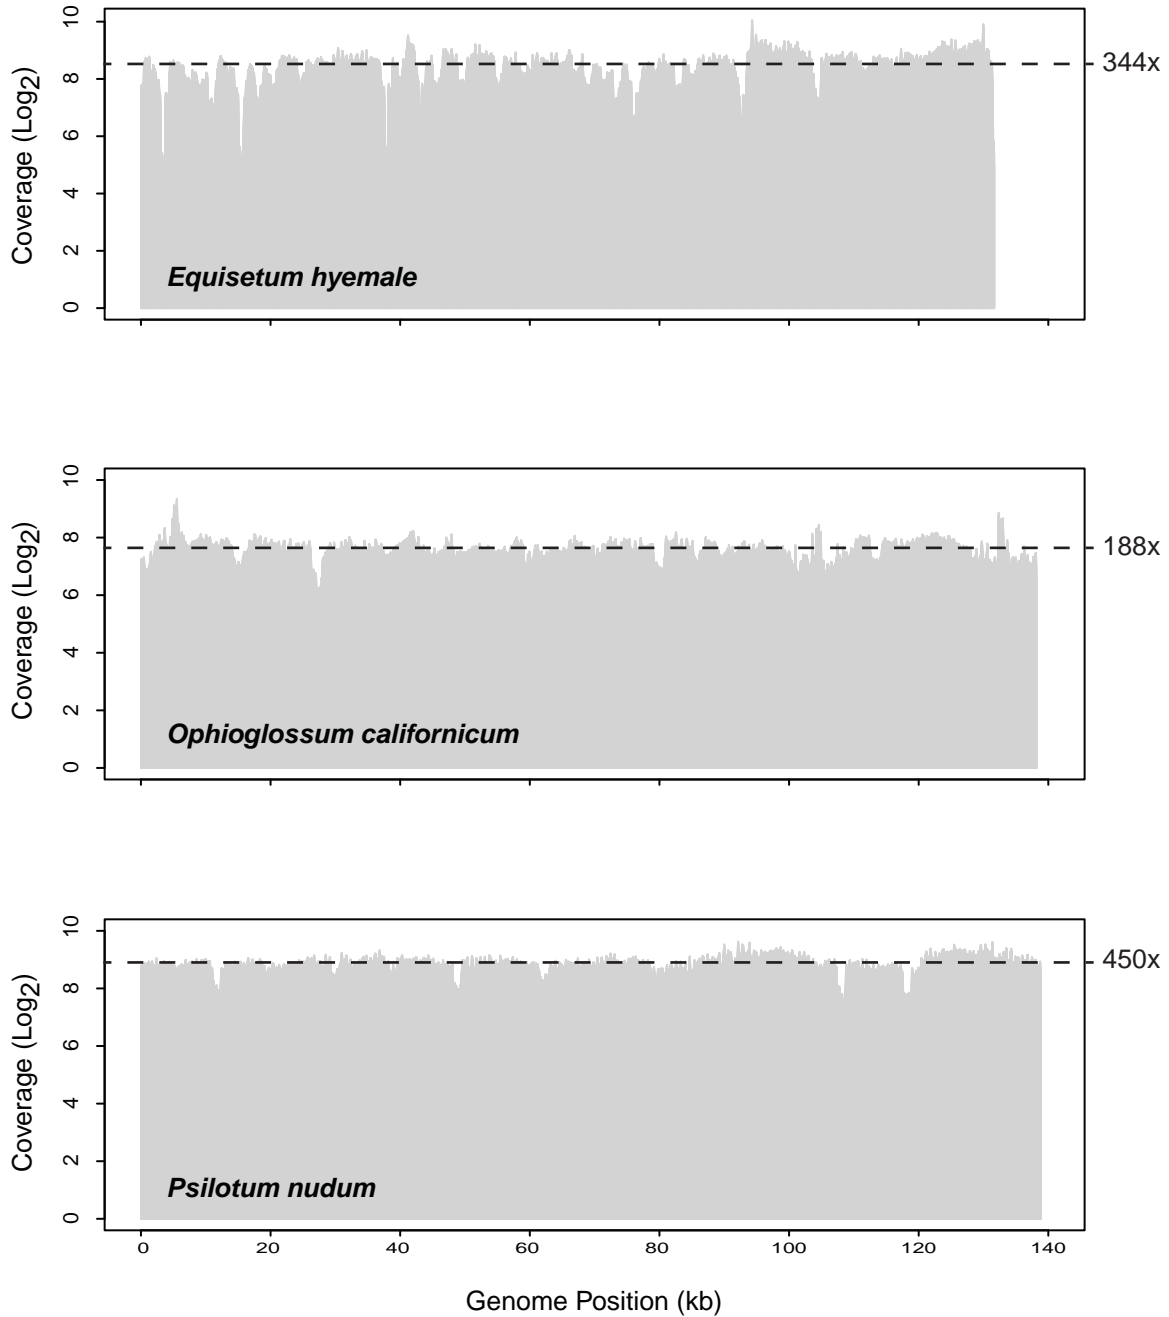 10
8
6
4
2
0
Coverage (Log2)
344x
Equisetum hyemale
10
8
6
4
2
0
Coverage (Log2)
188x
Ophioglossum californicum
10
8
6
4
2
0
Coverage (Log2)
450x
Psilotum nudum
0 20 40 60 80 100 120 140
Genome Position (kb)